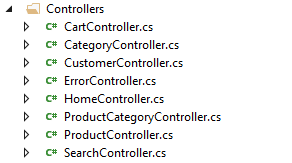 Controllers
C# CartController.cs
C# CategoryController.cs
C# CustomerController.cs
C# ErrorController.cs
C# HomeController.cs
C# ProductCategoryController.cs
C# ProductController.cs
C# SearchController.cs